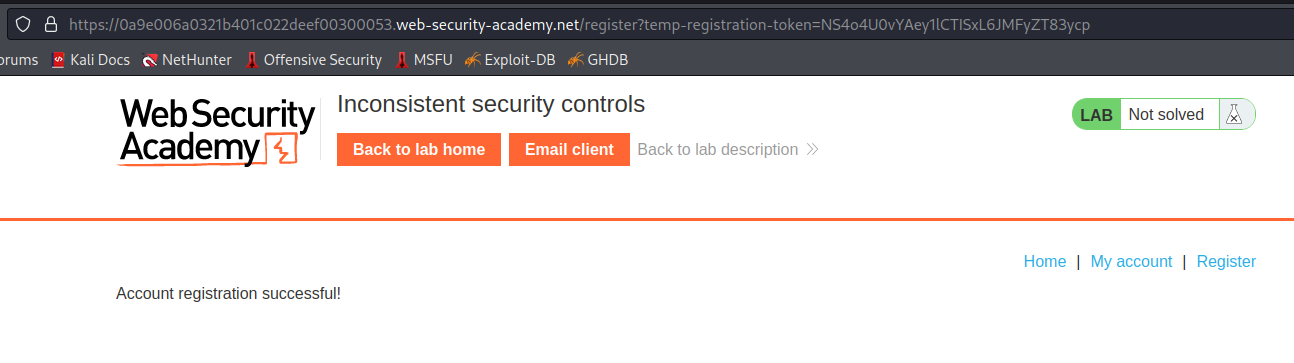 https://0a9e006a0321b401c022deef00300053.web-security-academy.net/register?temp-registration-token=NS4o4U0vYAey1lCTISxL6JMFyZT83ycp
orums Kali Docs NetHunter Offensive Security MSFU Exploit-DB GHDB
Web Security
Academy
Inconsistent security controls
Back to lab home Email client Back to lab description
LAB Not solved
Home | My account | Register
Account registration successful!